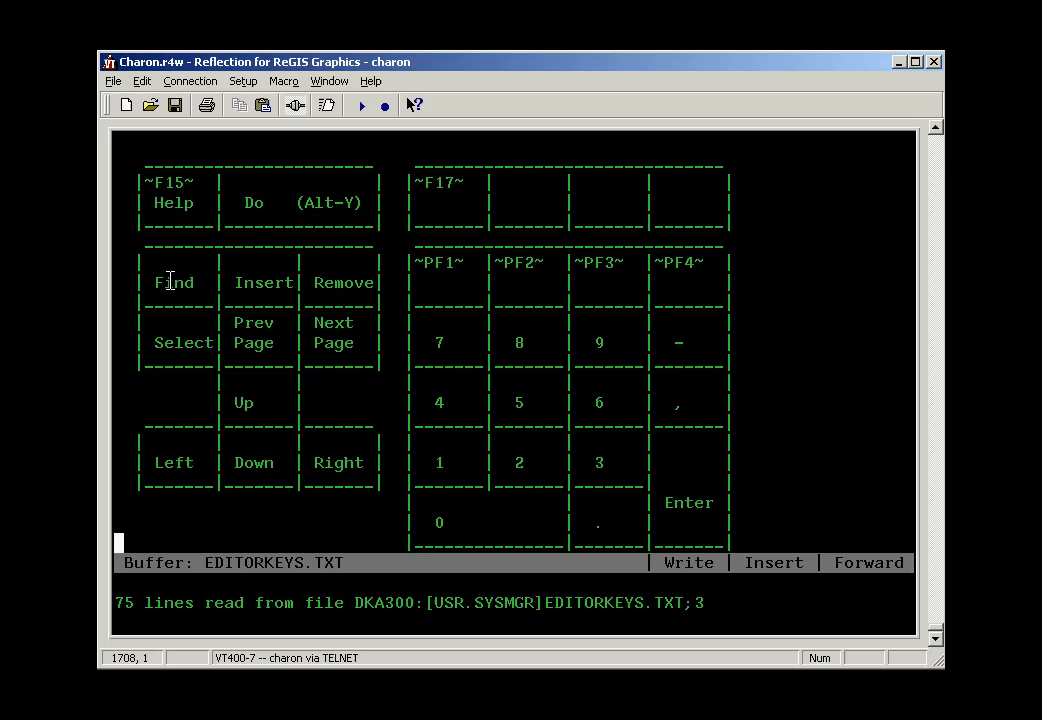 Charon.r4w - Reflection for ReGIS Graphics - charon
File Edit Connection Setup Macro Window Help
~F15~ ~F17~
Help Do (Alt-Y)
~PF1~ ~PF2~ ~PF3~ ~PF4~
Find Insert Remove
Prev Next
Select Page Page 7 8 9 -
Up 4 5 6 ,
Left Down Right 1 2 3
Enter
0 .
Buffer: EDITORKEYS.TXT | Write | Insert | Forward
75 lines read from file DKA300:[USR.SYSMGR]EDITORKEYS.TXT;3
1708, 1 VT400-7 -- charon via TELNET Num